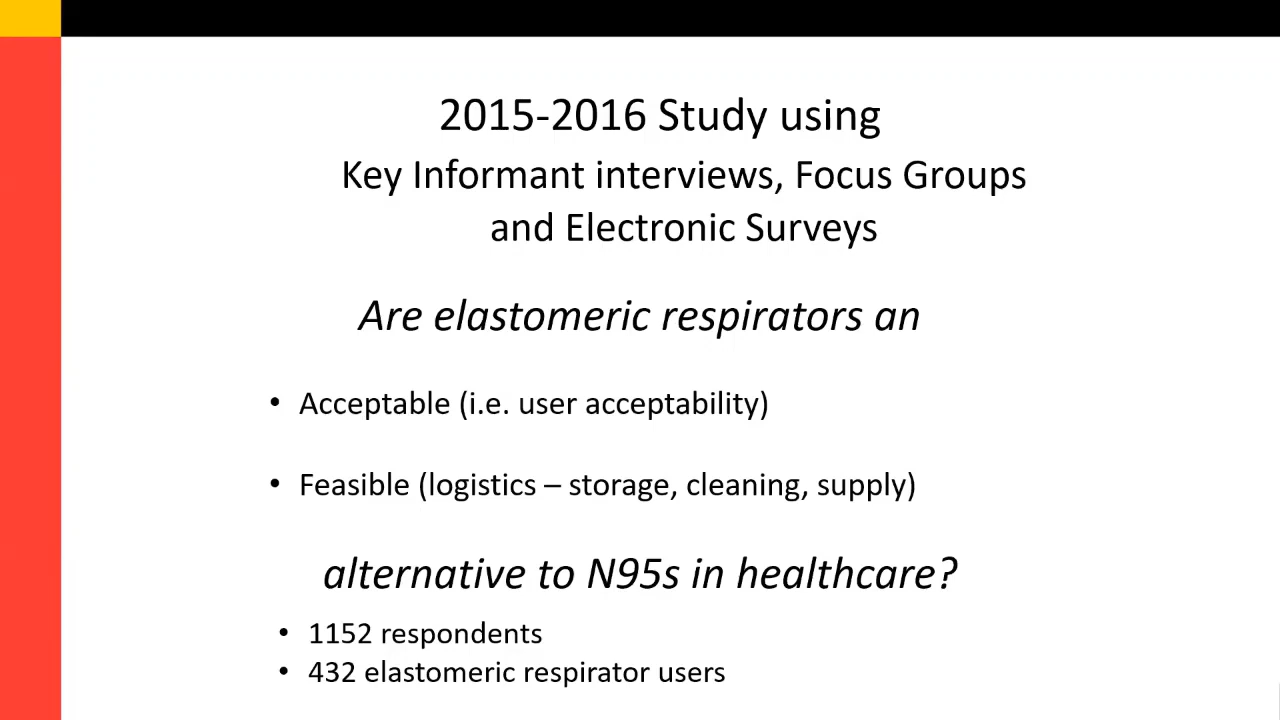 2015-2016 Study using
Key Informant interviews, Focus Groups
and Electronic Surveys
Are elastomeric respirators an
• Acceptable (i.e. user acceptability)
• Feasible (logistics – storage, cleaning, supply)
alternative to N95s in healthcare?
• 1152 respondents
• 432 elastomeric respirator users